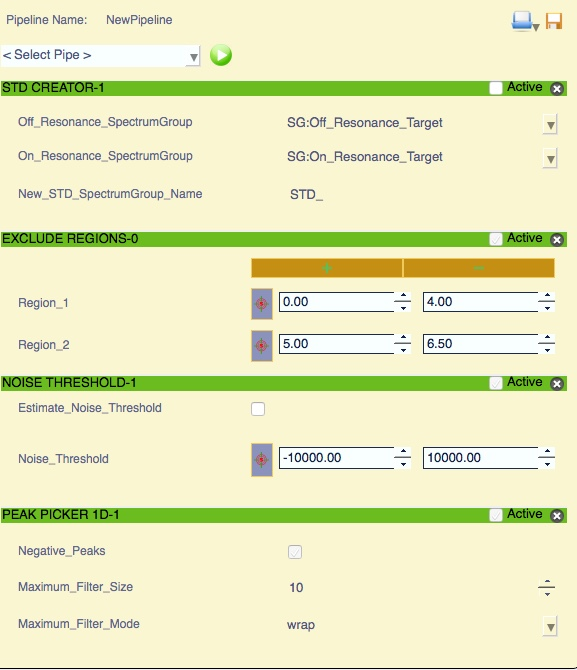 Pipeline Name: NewPipeline
< Select Pipe >
STD CREATOR-1 Active
Off_Resonance_SpectrumGroup SG:Off_Resonance_Target
On_Resonance_SpectrumGroup SG:On_Resonance_Target
New_STD_SpectrumGroup_Name STD_
EXCLUDE REGIONS-0 Active
+ −
Region_1 0.00 4.00
Region_2 5.00 6.50
NOISE THRESHOLD-1 Active
Estimate_Noise_Threshold
Noise_Threshold -10000.00 10000.00
PEAK PICKER 1D-1 Active
Negative_Peaks
Maximum_Filter_Size 10
Maximum_Filter_Mode wrap